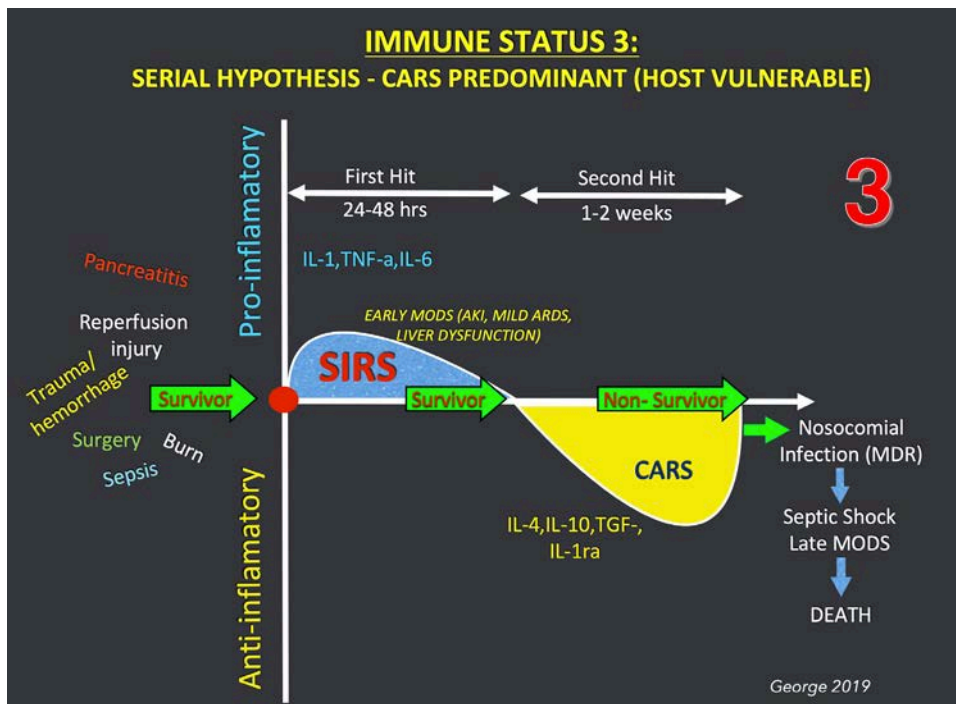 IMMUNE STATUS 3:
SERIAL HYPOTHESIS - CARS PREDOMINANT (HOST VULNERABLE)
3
Pro-inflamatory
Anti-inflamatory
First Hit
24-48 hrs
Second Hit
1-2 weeks
IL-1,TNF-a,IL-6
EARLY MODS (AKI, MILD ARDS,
LIVER DYSFUNCTION)
Pancreatitis
Reperfusion
injury
Trauma/
hemorrhage
Surgery
Burn
Sepsis
Survivor
SIRS
Survivor
Non- Survivor
CARS
IL-4,IL-10,TGF-,
IL-1ra
Nosocomial
Infection (MDR)
Septic Shock
Late MODS
DEATH
George 2019